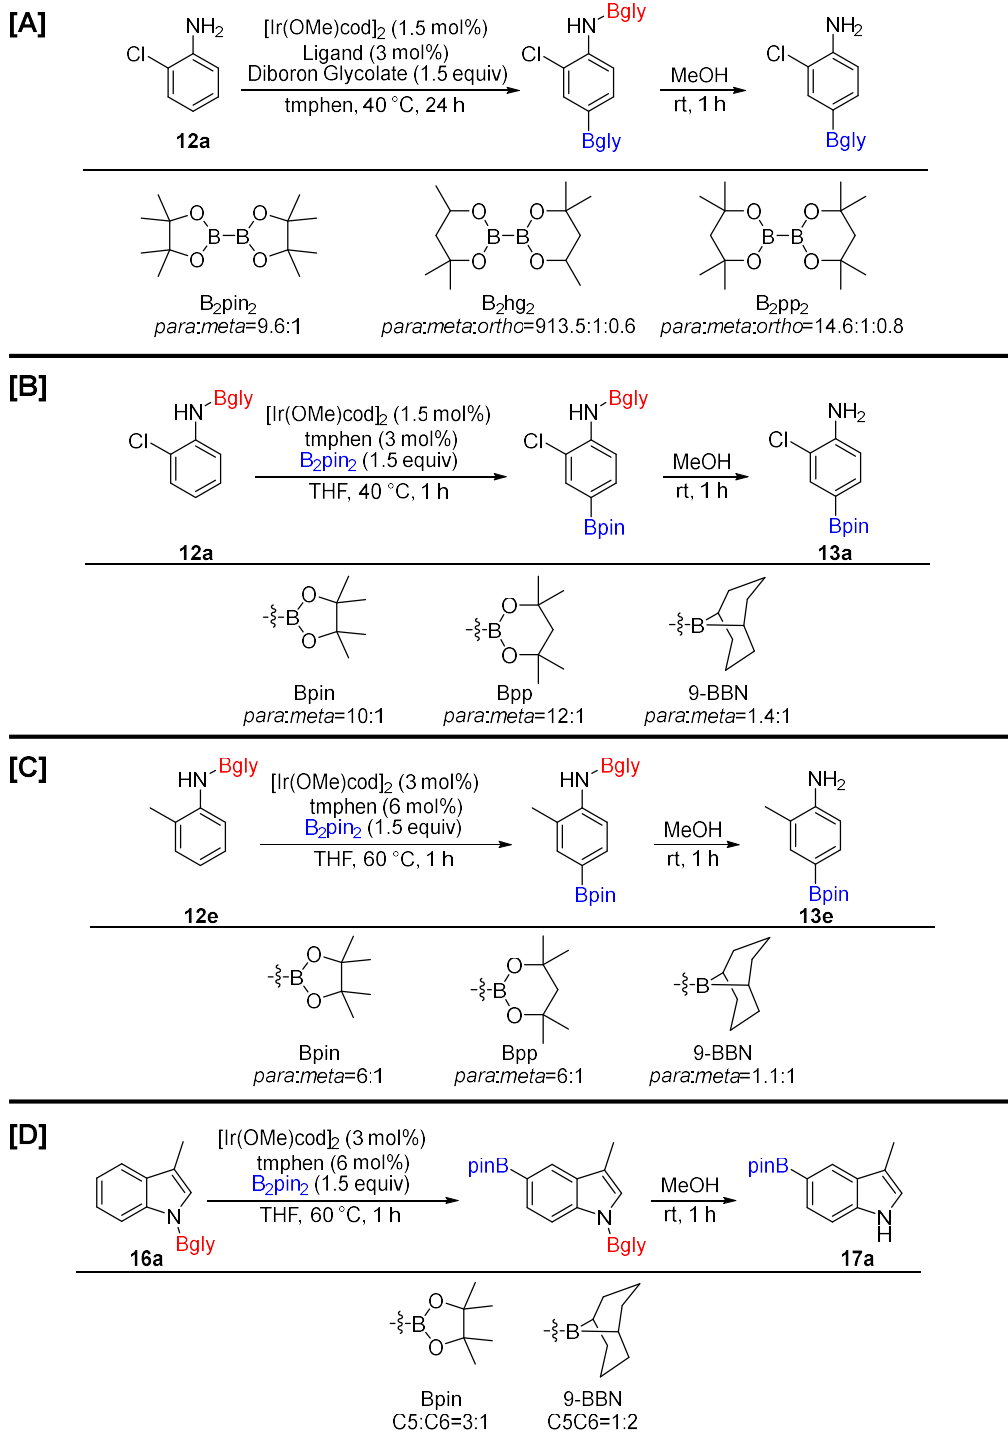 [A]
NH₂
Cl
12a
[Ir(OMe)cod]₂ (1.5 mol%)
Ligand (3 mol%)
Diboron Glycolate (1.5 equiv)
tmphen, 40 °C, 24 h
Bgly
HN
Cl
Bgly
MeOH
rt, 1 h
NH₂
Cl
Bgly
O O
B B
O O
B₂pin₂
para:meta=9.6:1
O O
B B
O O
B₂hg₂
para:meta:ortho=913.5:1:0.6
O O
B B
O O
B₂pp₂
para:meta:ortho=14.6:1:0.8
[B]
Bgly
HN
Cl
12a
[Ir(OMe)cod]₂ (1.5 mol%)
tmphen (3 mol%)
B₂pin₂ (1.5 equiv)
THF, 40 °C, 1 h
Bgly
HN
Cl
Bpin
MeOH
rt, 1 h
NH₂
Cl
Bpin
13a
O
B
O
Bpin
para:meta=10:1
O
B
O
Bpp
para:meta=12:1
B
9-BBN
para:meta=1.4:1
[C]
Bgly
HN
12e
[Ir(OMe)cod]₂ (3 mol%)
tmphen (6 mol%)
B₂pin₂ (1.5 equiv)
THF, 60 °C, 1 h
Bgly
HN
Bpin
MeOH
rt, 1 h
NH₂
Bpin
13e
O
B
O
Bpin
para:meta=6:1
O
B
O
Bpp
para:meta=6:1
B
9-BBN
para:meta=1.1:1
[D]
N
Bgly
16a
[Ir(OMe)cod]₂ (3 mol%)
tmphen (6 mol%)
B₂pin₂ (1.5 equiv)
THF, 60 °C, 1 h
pinB
N
Bgly
MeOH
rt, 1 h
pinB
N
H
17a
O
B
O
Bpin
C5:C6=3:1
B
9-BBN
C5C6=1:2